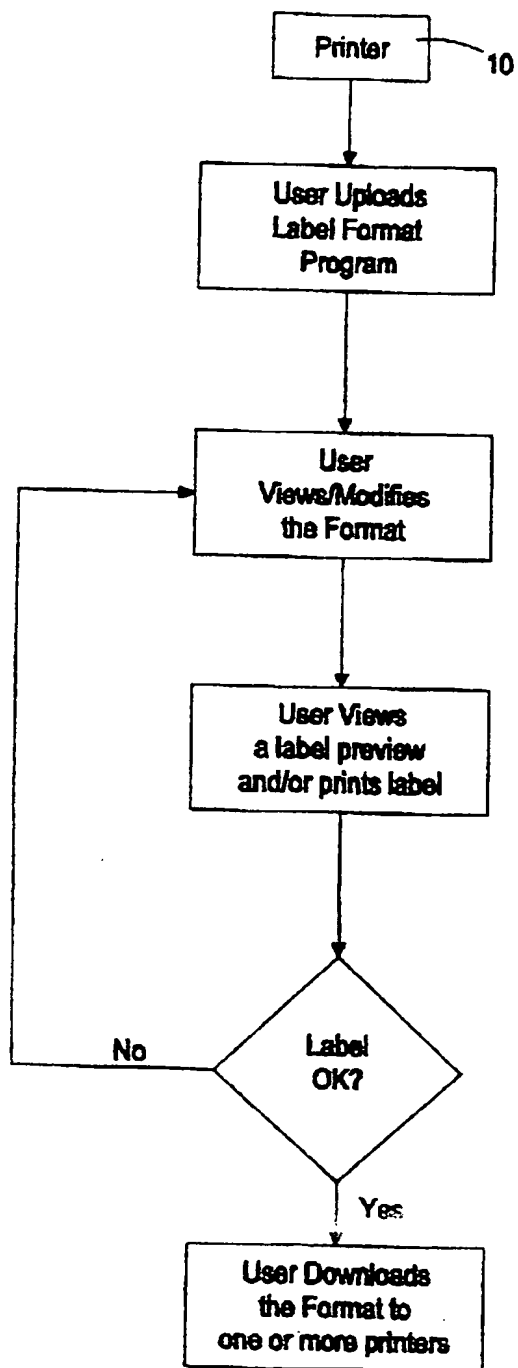 Printer
10
User Uploads
Label Format
Program
User
Views/Modifies
the Format
User Views
a label preview
and/or prints label
Label
OK?
No
Yes
User Downloads
the Format to
one or more printers